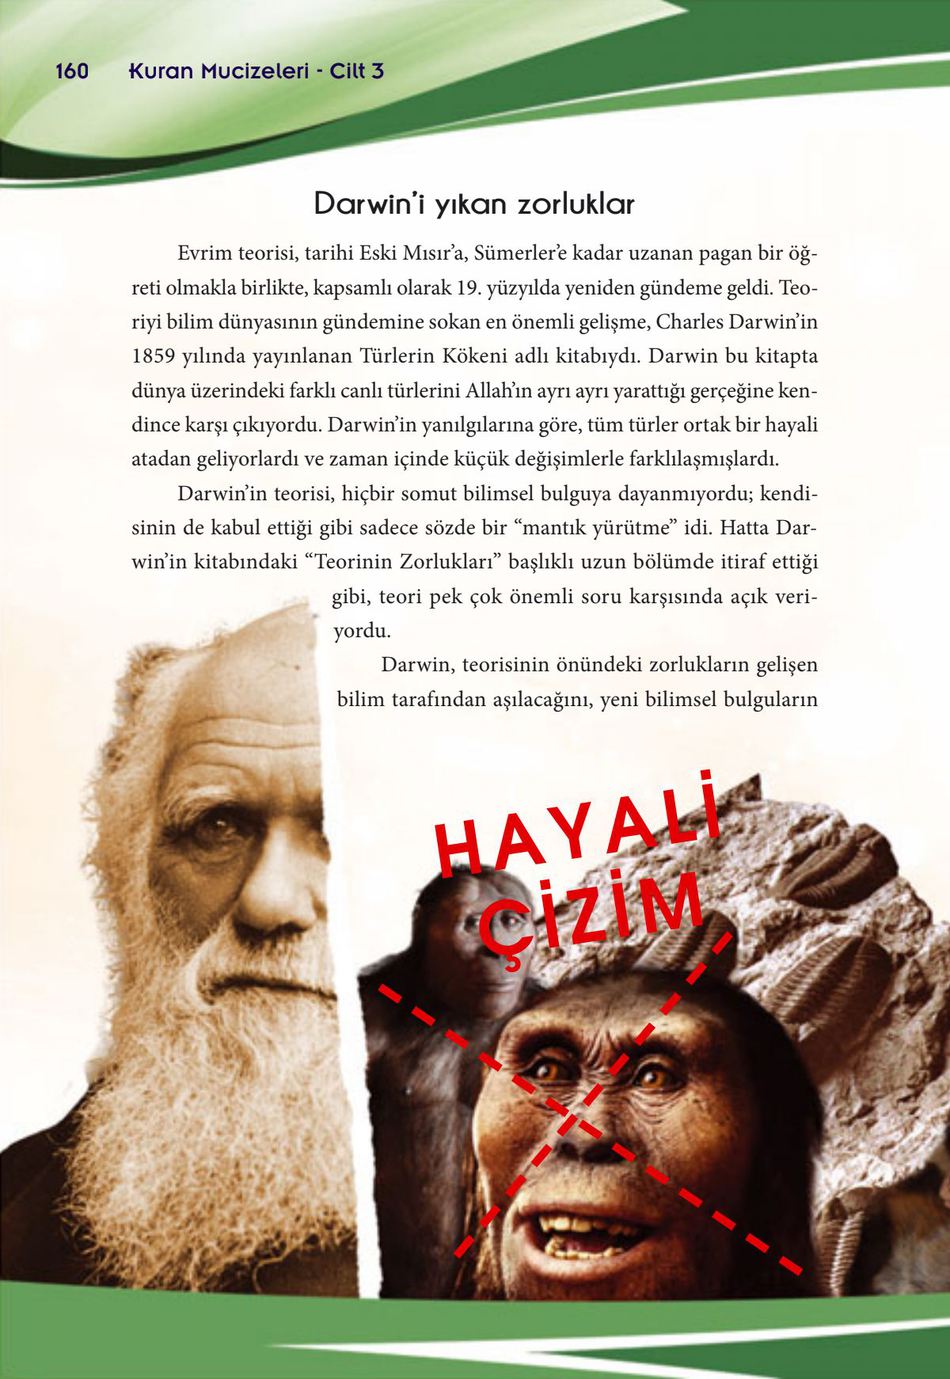 160 Kuran Mucizeleri - Cilt 3
Darwin’i yıkan zorluklar
Evrim teorisi, tarihi Eski Mısır’a, Sümerler’e kadar uzanan pagan bir öğ-
reti olmakla birlikte, kapsamlı olarak 19. yüzyılda yeniden gündeme geldi. Teo-
riyi bilim dünyasının gündemine sokan en önemli gelişme, Charles Darwin’in
1859 yılında yayınlanan Türlerin Kökeni adlı kitabıydı. Darwin bu kitapta
dünya üzerindeki farklı canlı türlerini Allah’ın ayrı ayrı yarattığı gerçeğine ken-
dince karşı çıkıyordu. Darwin’in yanılgılarına göre, tüm türler ortak bir hayali
atadan geliyorlardı ve zaman içinde küçük değişimlerle farklılaşmışlardı.
Darwin’in teorisi, hiçbir somut bilimsel bulguya dayanmıyordu; kendi-
sinin de kabul ettiği gibi sadece sözde bir “mantık yürütme” idi. Hatta Dar-
win’in kitabındaki “Teorinin Zorlukları” başlıklı uzun bölümde itiraf ettiği
gibi, teori pek çok önemli soru karşısında açık veri-
yordu.
Darwin, teorisinin önündeki zorlukların gelişen
bilim tarafından aşılacağını, yeni bilimsel bulguların
HAYALİ
ÇİZİM